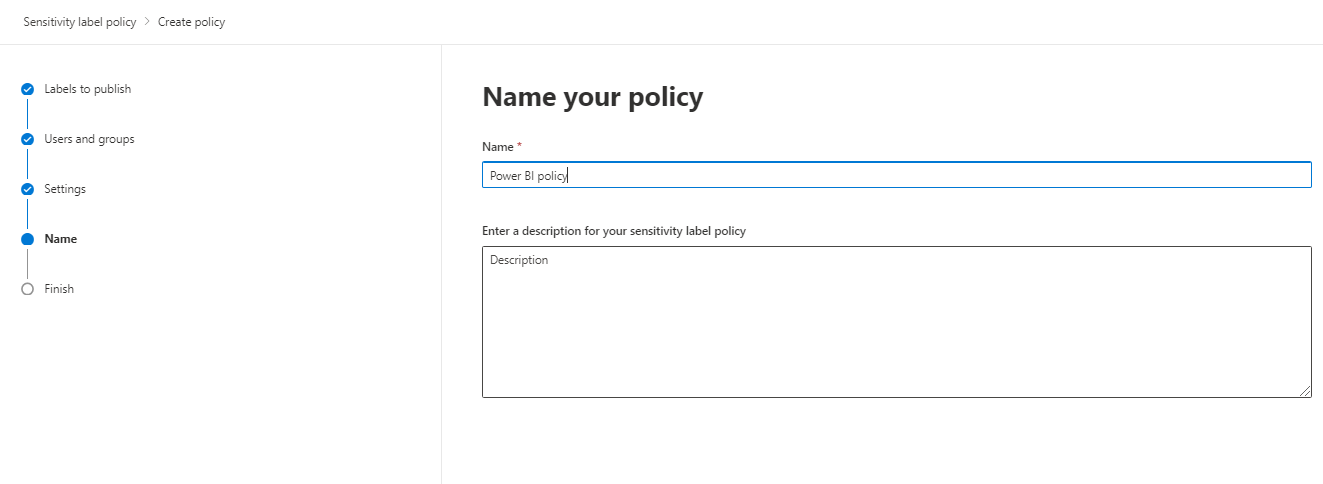 Sensitivity label policy > Create policy
Labels to publish
Users and groups
Settings
Name
Finish
Name your policy
Name *
Power BI policy
Enter a description for your sensitivity label policy
Description